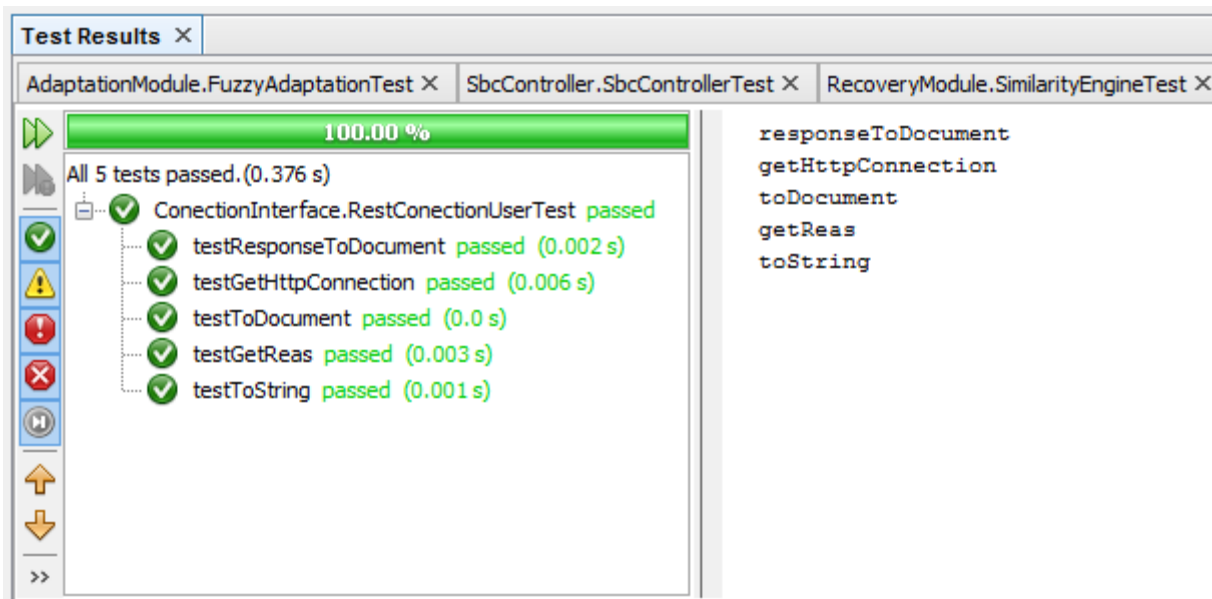 Test Results
AdaptationModule.FuzzyAdaptationTest SbcController.SbcControllerTest RecoveryModule.SimilarityEngineTest
100.00 %
All 5 tests passed.(0.376 s)
ConectionInterface.RestConectionUserTest passed
testResponseToDocument passed (0.002 s)
testGetHttpConnection passed (0.006 s)
testToDocument passed (0.0 s)
testGetReas passed (0.003 s)
testToString passed (0.001 s)
>>
responseToDocument
getHttpConnection
toDocument
getReas
toString